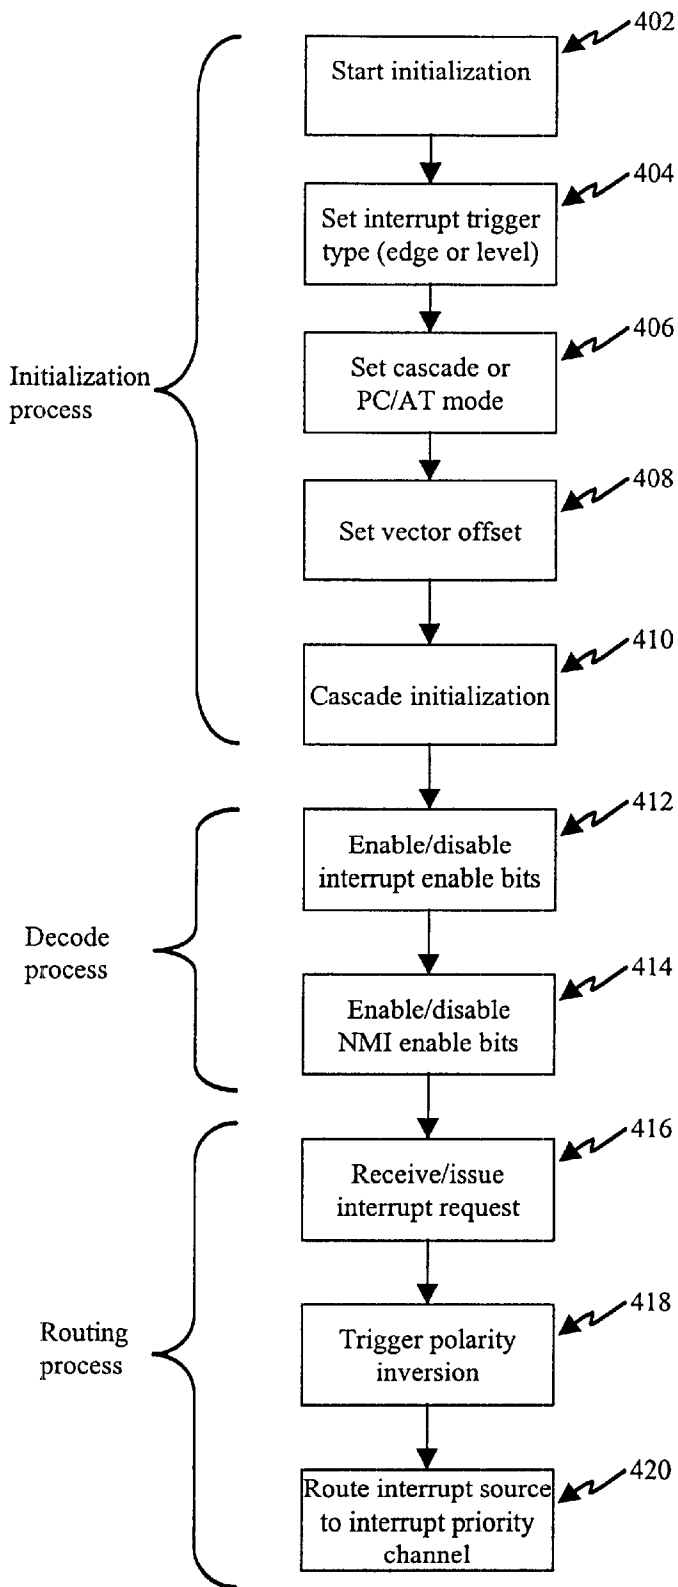 402
Start initialization
404
Set interrupt trigger
type (edge or level)
406
Set cascade or
PC/AT mode
Initialization
process
408
Set vector offset
410
Cascade initialization
412
Enable/disable
interrupt enable bits
Decode
process
414
Enable/disable
NMI enable bits
416
Receive/issue
interrupt request
418
Trigger polarity
inversion
Routing
process
420
Route interrupt source
to interrupt priority
channel